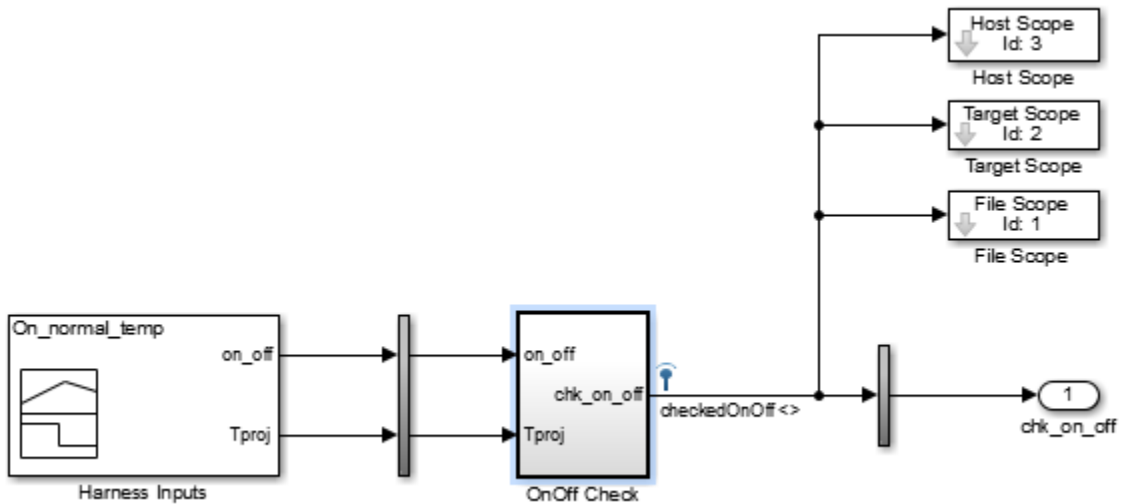 Host Scope
Id: 3
Host Scope
Target Scope
Id: 2
Target Scope
File Scope
Id: 1
File Scope
On_normal_temp
on_off
Tproj
Harness Inputs
on_off
chk_on_off
Tproj
OnOff Check
checkedOnOff <>
1
chk_on_off